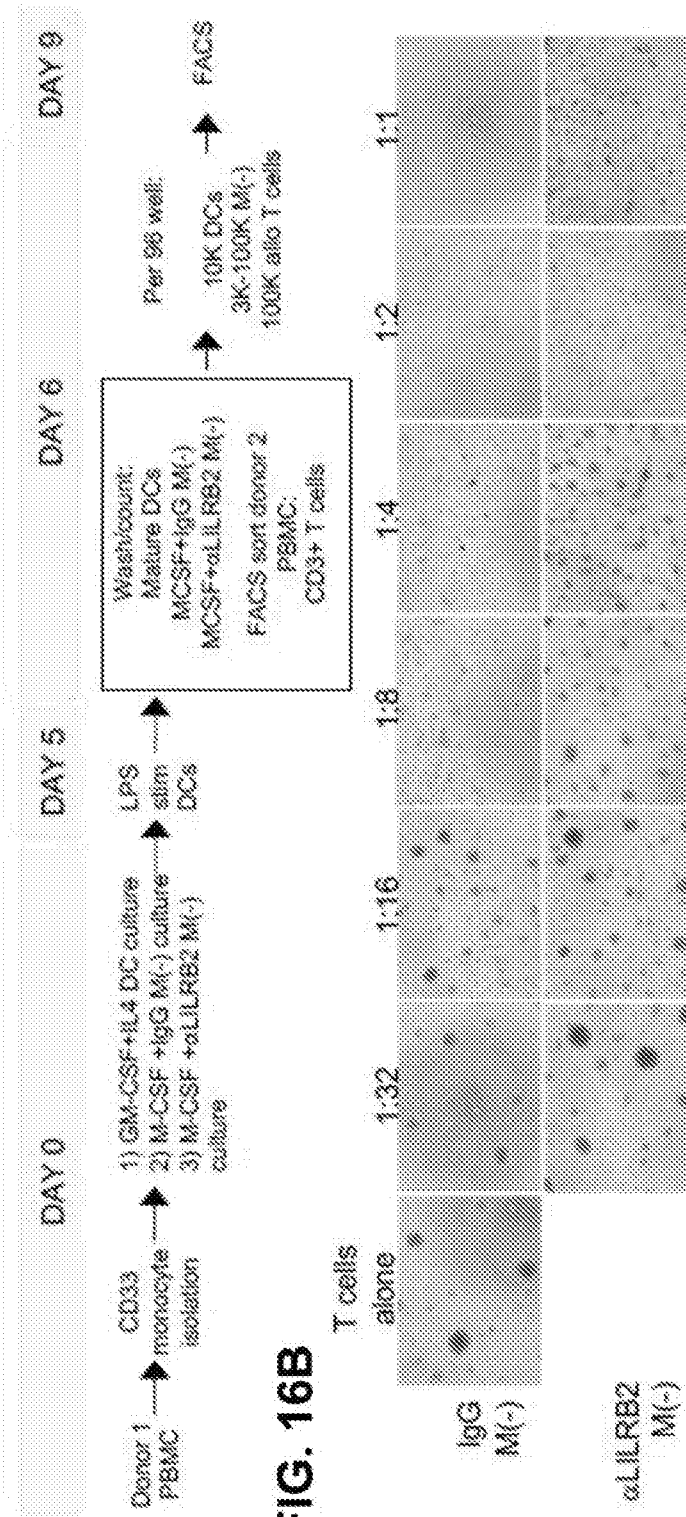 DAY 0
DAY 5
DAY 6
DAY 9
Donor 1
PBMC
CD33
monocyte
isolation
1) GM-CSF+IL4 DC culture
2) M-CSF +IgG M(-) culture
3) M-CSF +αLILRB2 M(-)
culture
LPS
stim
DCs
Wash/count:
Mature DCs
MCSF+IgG M(-)
MCSF+αLILRB2 M(-)
FACS sort donor 2
PBMC:
CD3+ T cells
Per 96 well:
10K DCs
3K-100K M(-)
100K allo T cells
FACS
FIG. 16B
T cells
alone
1:32
1:16
1:8
1:4
1:2
1:1
IgG
M(-)
αLILRB2
M(-)